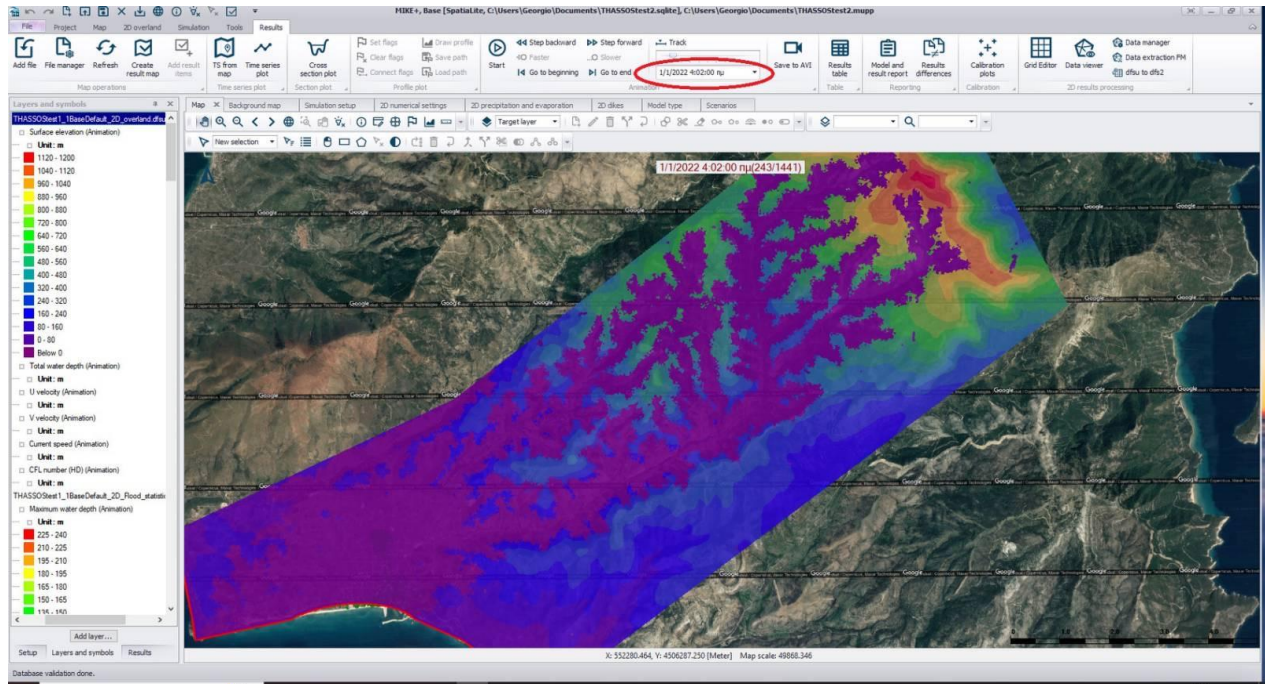 MIKE+, Base [SpatiaLite, C:\Users\Georgio\Documents\THASSOStest2.sqlite], C:\Users\Georgio\Documents\THASSOStest2.mupp
File Project Map 2D overland Simulation Tools Results
Add file File manager Refresh Create result map Add result items TS from map Time series plot Cross section plot
Set flags Draw profile
Clear flags Save path
Connect flags Load path
Start
Step backward Step forward Track
Faster Slower
Go to beginning Go to end 1/1/2022 4:02:00 πμ
Save to AVI Results table Model and result report Results differences Calibration plots Grid Editor Data viewer
Data manager
Data extraction PM
dfsu to dfs2
Map operations Time series plot Section plot Profile plot Animation Table Reporting Calibration 2D results processing
Layers and symbols
Map Background map Simulation setup 2D numerical settings 2D precipitation and evaporation 2D dikes Model type Scenarios
Target layer
New selection
THASSOStest1_1BaseDefault_2D_overland.dfsu
Surface elevation (Animation)
Unit: m
1120 - 1200
1040 - 1120
960 - 1040
880 - 960
800 - 880
720 - 800
640 - 720
560 - 640
480 - 560
400 - 480
320 - 400
240 - 320
160 - 240
80 - 160
0 - 80
Below 0
Total water depth (Animation)
Unit: m
U velocity (Animation)
Unit: m
V velocity (Animation)
Unit: m
Current speed (Animation)
Unit: m
CFL number (HD) (Animation)
Unit: m
THASSOStest1_1BaseDefault_2D_Flood_statistic
Maximum water depth (Animation)
Unit: m
225 - 240
210 - 225
195 - 210
180 - 195
165 - 180
150 - 165
135 - 150
Add layer...
Setup Layers and symbols Results
1/1/2022 4:02:00 πμ(243/1441)
Google
X: 552280.464, Y: 4506287.250 [Meter] Map scale: 49868.346
Database validation done.